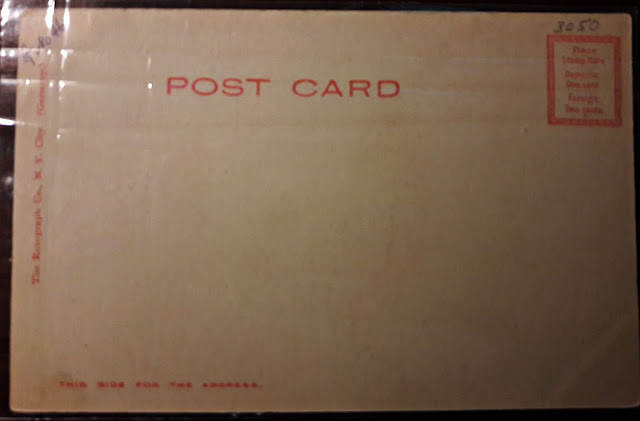 3050
POST CARD
Place
Stamp Here
Domestic
One cent
Foreign
Two cents.
The Rotograph Co., N. Y. City. (Germany.)
THIS SIDE FOR THE ADDRESS.